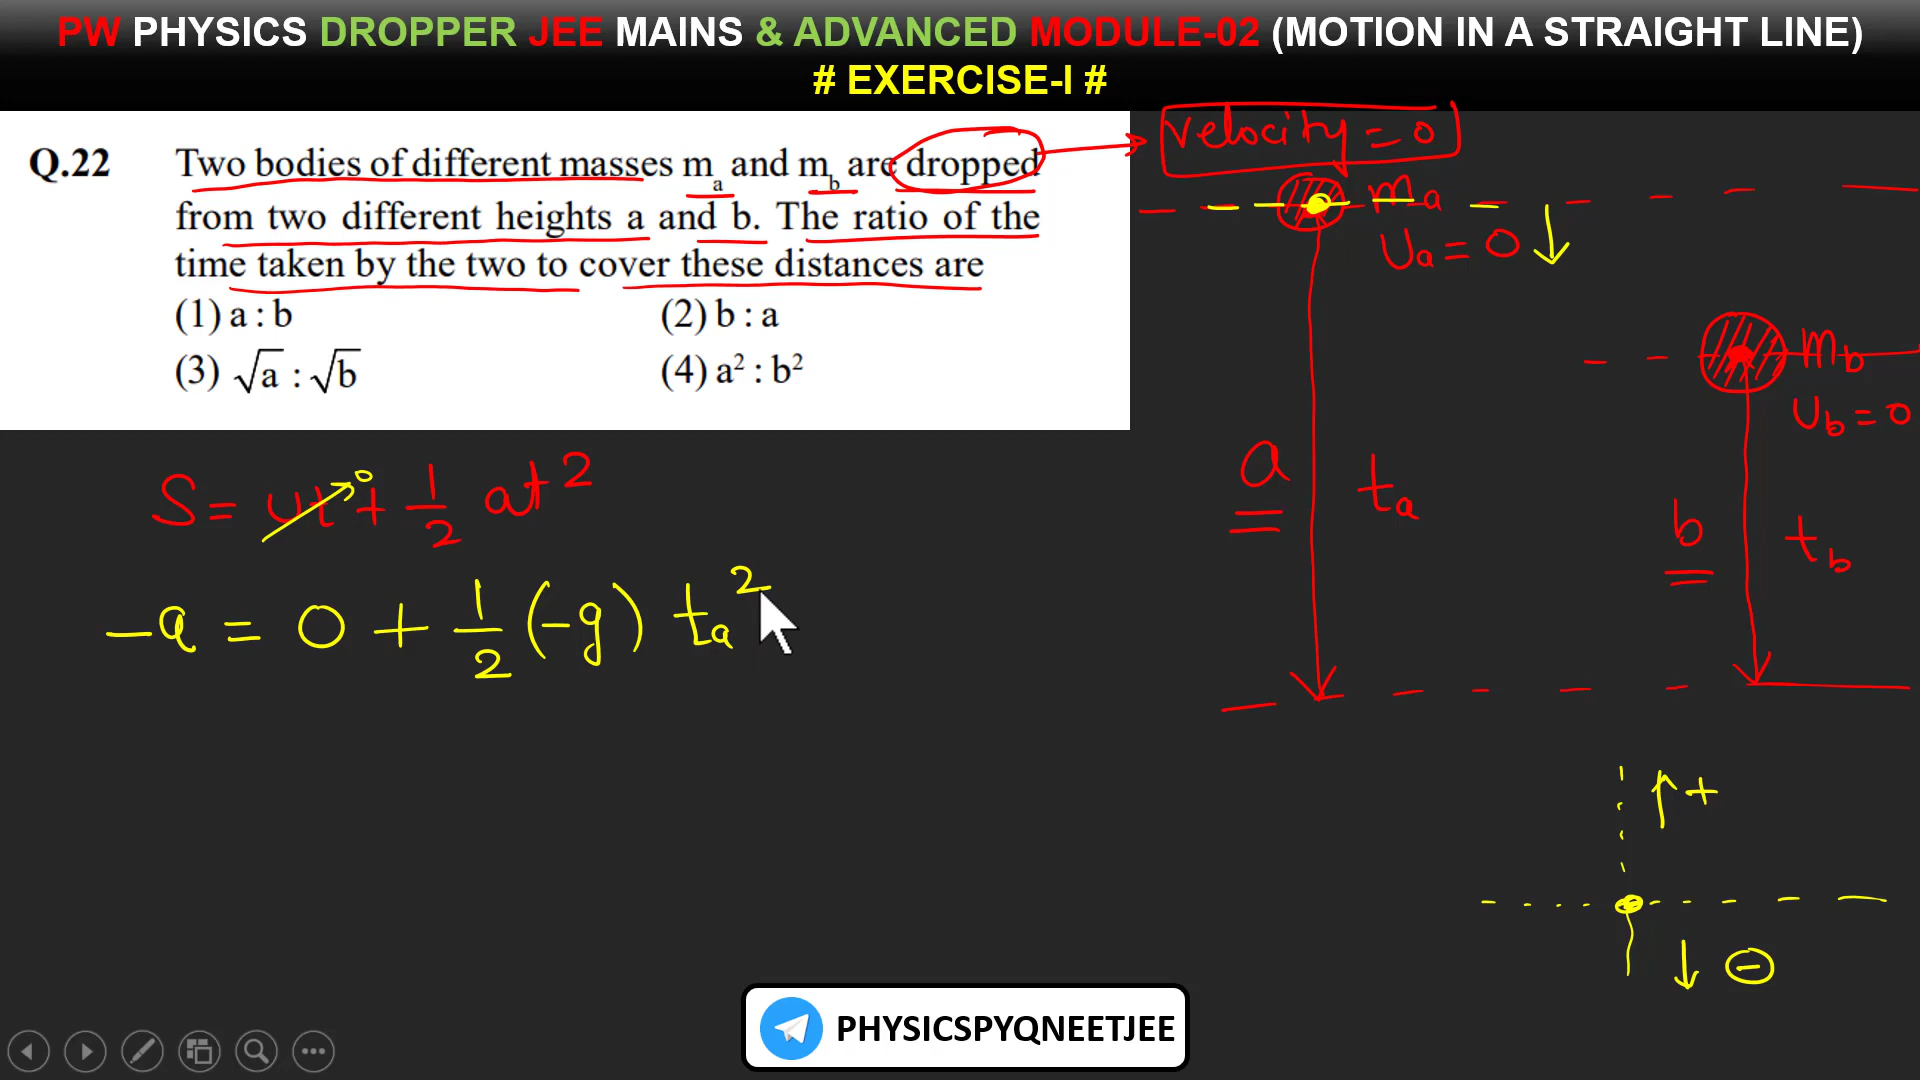 PW PHYSICS DROPPER JEE MAINS & ADVANCED MODULE-02 (MOTION IN A STRAIGHT LINE)
# EXERCISE-I #
Q.22 Two bodies of different masses mₐ and m_b are dropped
from two different heights a and b. The ratio of the
time taken by the two to cover these distances are
(1) a : b (2) b : a
(3) √a : √b (4) a² : b²
velocity = 0
mₐ
Uₐ = 0
m_b
U_b = 0
a tₐ
b t_b
S = ut + 1/2 at²
0
-a = 0 + 1/2 (-g) tₐ²
+
-
PHYSICSPYQNEETJEE